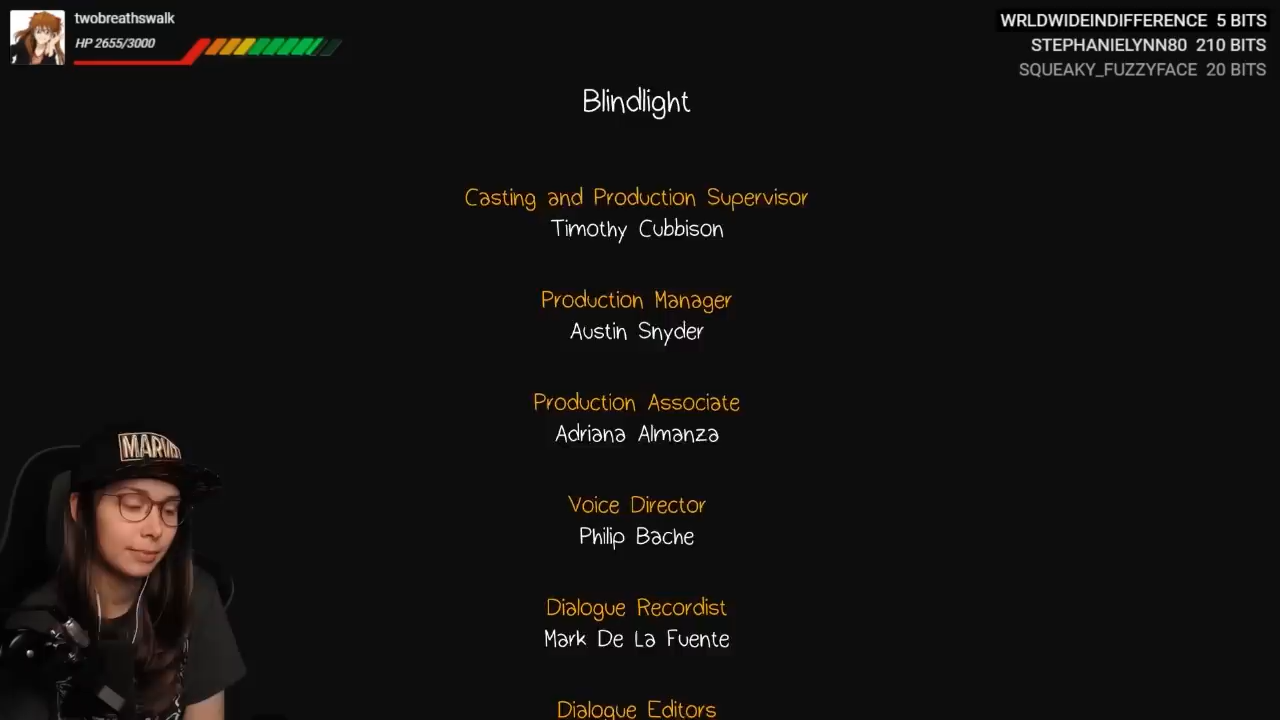 twobreathswalk
HP 2655/3000
WRLDWIDEINDIFFERENCE 5 BITS
STEPHANIELYNN80 210 BITS
SQUEAKY_FUZZYFACE 20 BITS
Blindlight
Casting and Production Supervisor
Timothy Cubbison
Production Manager
Austin Snyder
Production Associate
Adriana Almanza
Voice Director
Philip Bache
Dialogue Recordist
Mark De La Fuente
Dialogue Editors
MARVEL